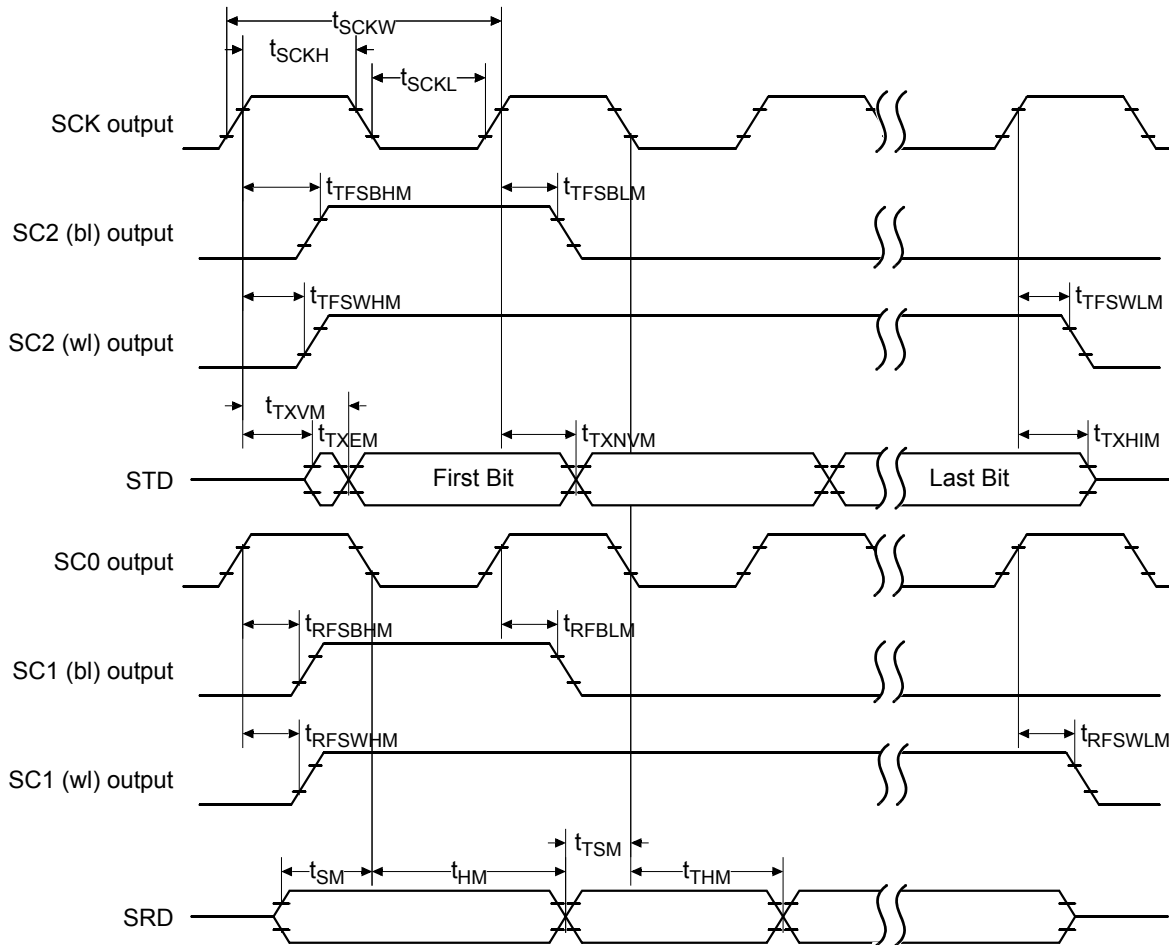 tSCKW
tSCKH
tSCKL
SCK output
tTFSBHM
tTFSBLM
SC2 (bl) output
tTFSWHM
tTFSWLM
SC2 (wl) output
tTXVM
tTXEM
tTXNVM
tTXHIM
STD
First Bit
Last Bit
SC0 output
tRFSBHM
tRFBLM
SC1 (bl) output
tRFSWHM
tRFSWLM
SC1 (wl) output
tTSM
tSM
tHM
tTHM
SRD